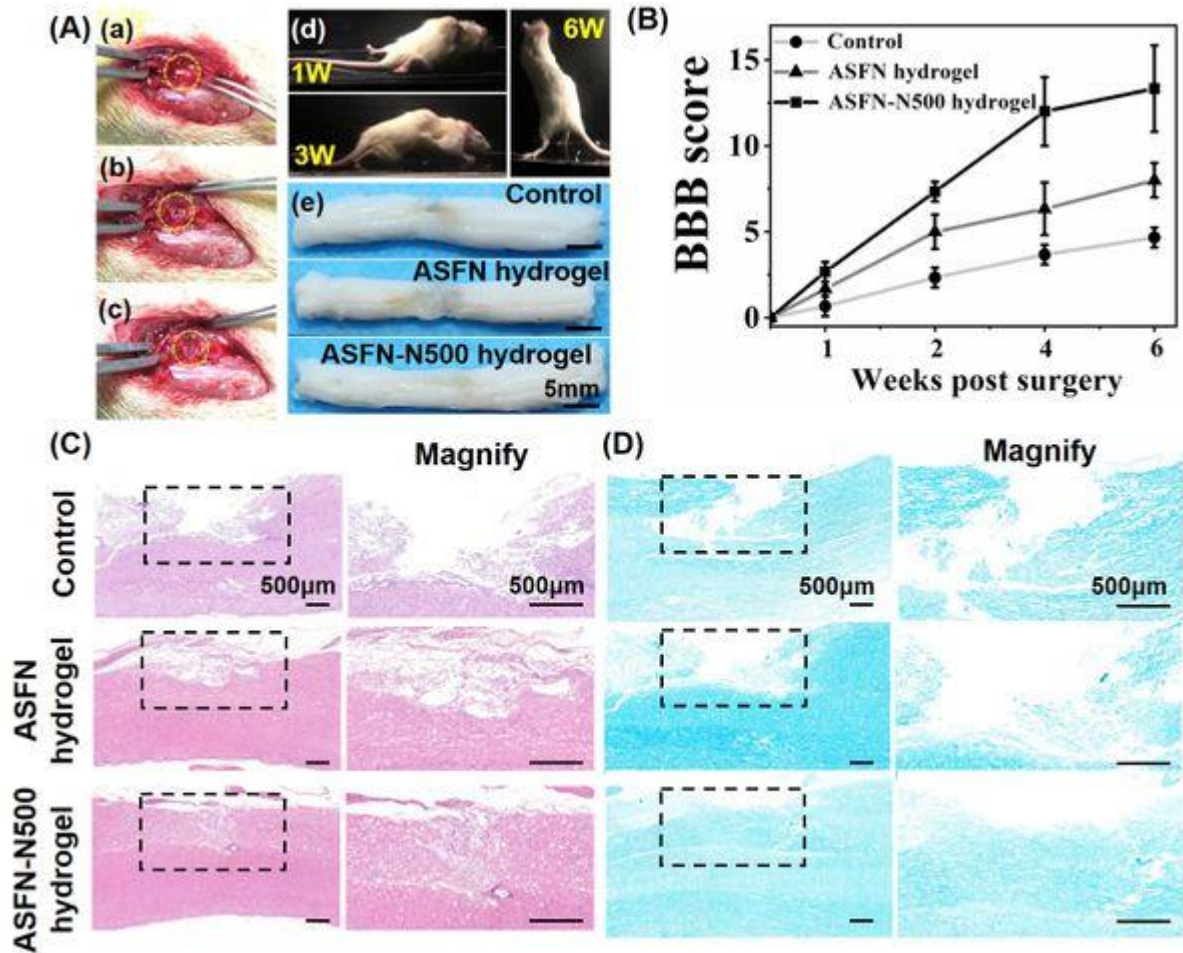 (A)
(a)
(b)
(c)
(d)
1W
3W
6W
(e)
Control
ASFN hydrogel
ASFN-N500 hydrogel
5mm
(B)
Control
ASFN hydrogel
ASFN-N500 hydrogel
BBB score
15
10
5
0
1 2 4 6
Weeks post surgery
(C)
Magnify
(D)
Magnify
Control
500μm
500μm
500μm
500μm
ASFN
hydrogel
ASFN-N500
hydrogel